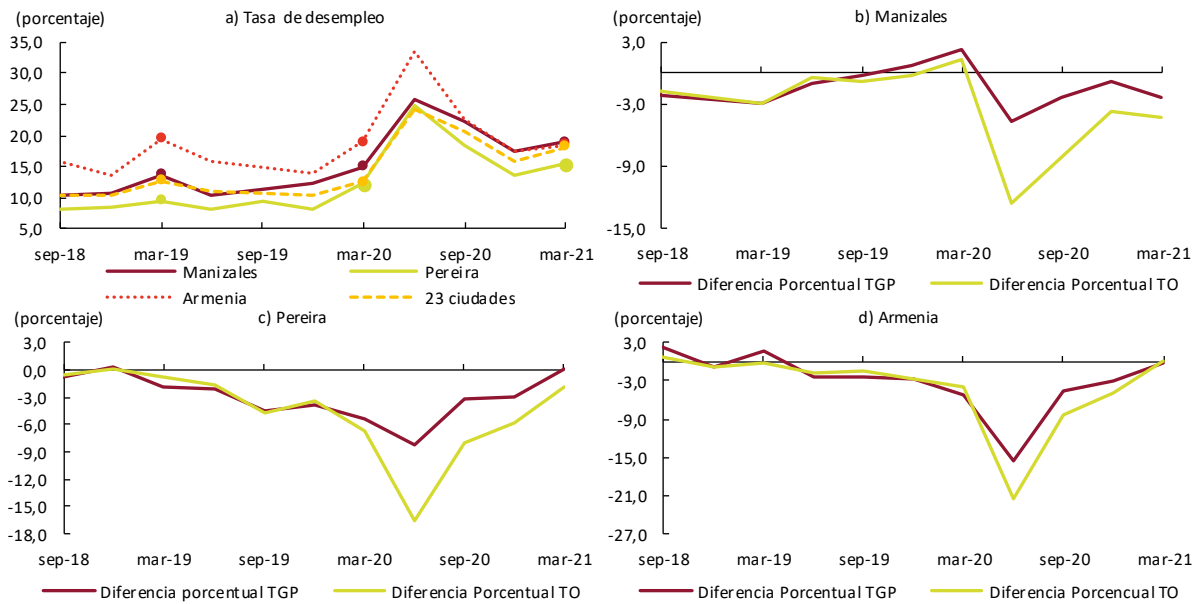 (porcentaje)
a) Tasa de desempleo
35,0
30,0
25,0
20,0
15,0
10,0
5,0
sep-18 mar-19 sep-19 mar-20 sep-20 mar-21
Manizales Pereira
Armenia 23 ciudades
(porcentaje)
b) Manizales
3,0
-3,0
-9,0
-15,0
sep-18 mar-19 sep-19 mar-20 sep-20 mar-21
Diferencia Porcentual TGP Diferencia Porcentual TO
(porcentaje)
c) Pereira
3,0
0,0
-3,0
-6,0
-9,0
-12,0
-15,0
-18,0
sep-18 mar-19 sep-19 mar-20 sep-20 mar-21
Diferencia porcentual TGP Diferencia Porcentual TO
(porcentaje)
d) Armenia
3,0
-3,0
-9,0
-15,0
-21,0
-27,0
sep-18 mar-19 sep-19 mar-20 sep-20 mar-21
Diferencia Porcentual TGP Diferencia Porcencual TO